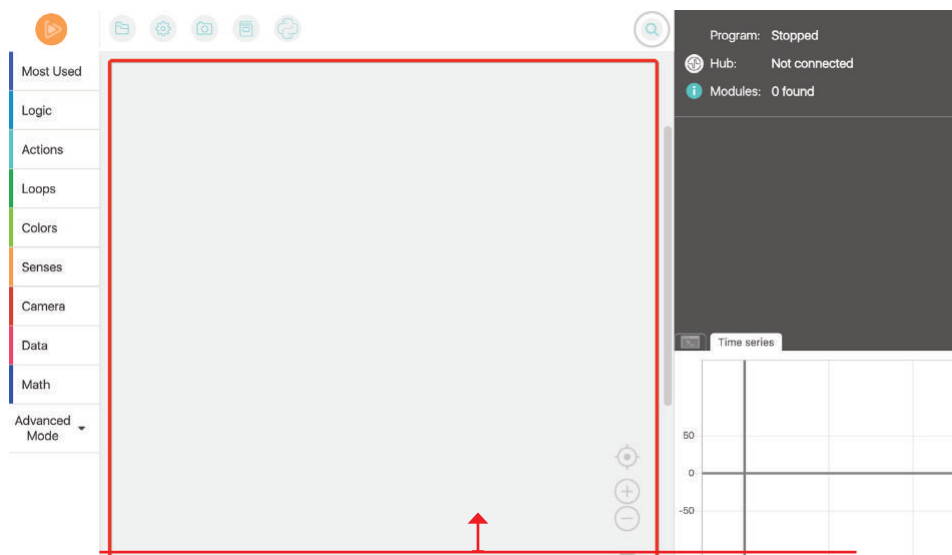 Most Used
Logic
Actions
Loops
Colors
Senses
Camera
Data
Math
Advanced
Mode
Program: Stopped
Hub: Not connected
Modules: 0 found
Time series
50
0
-50